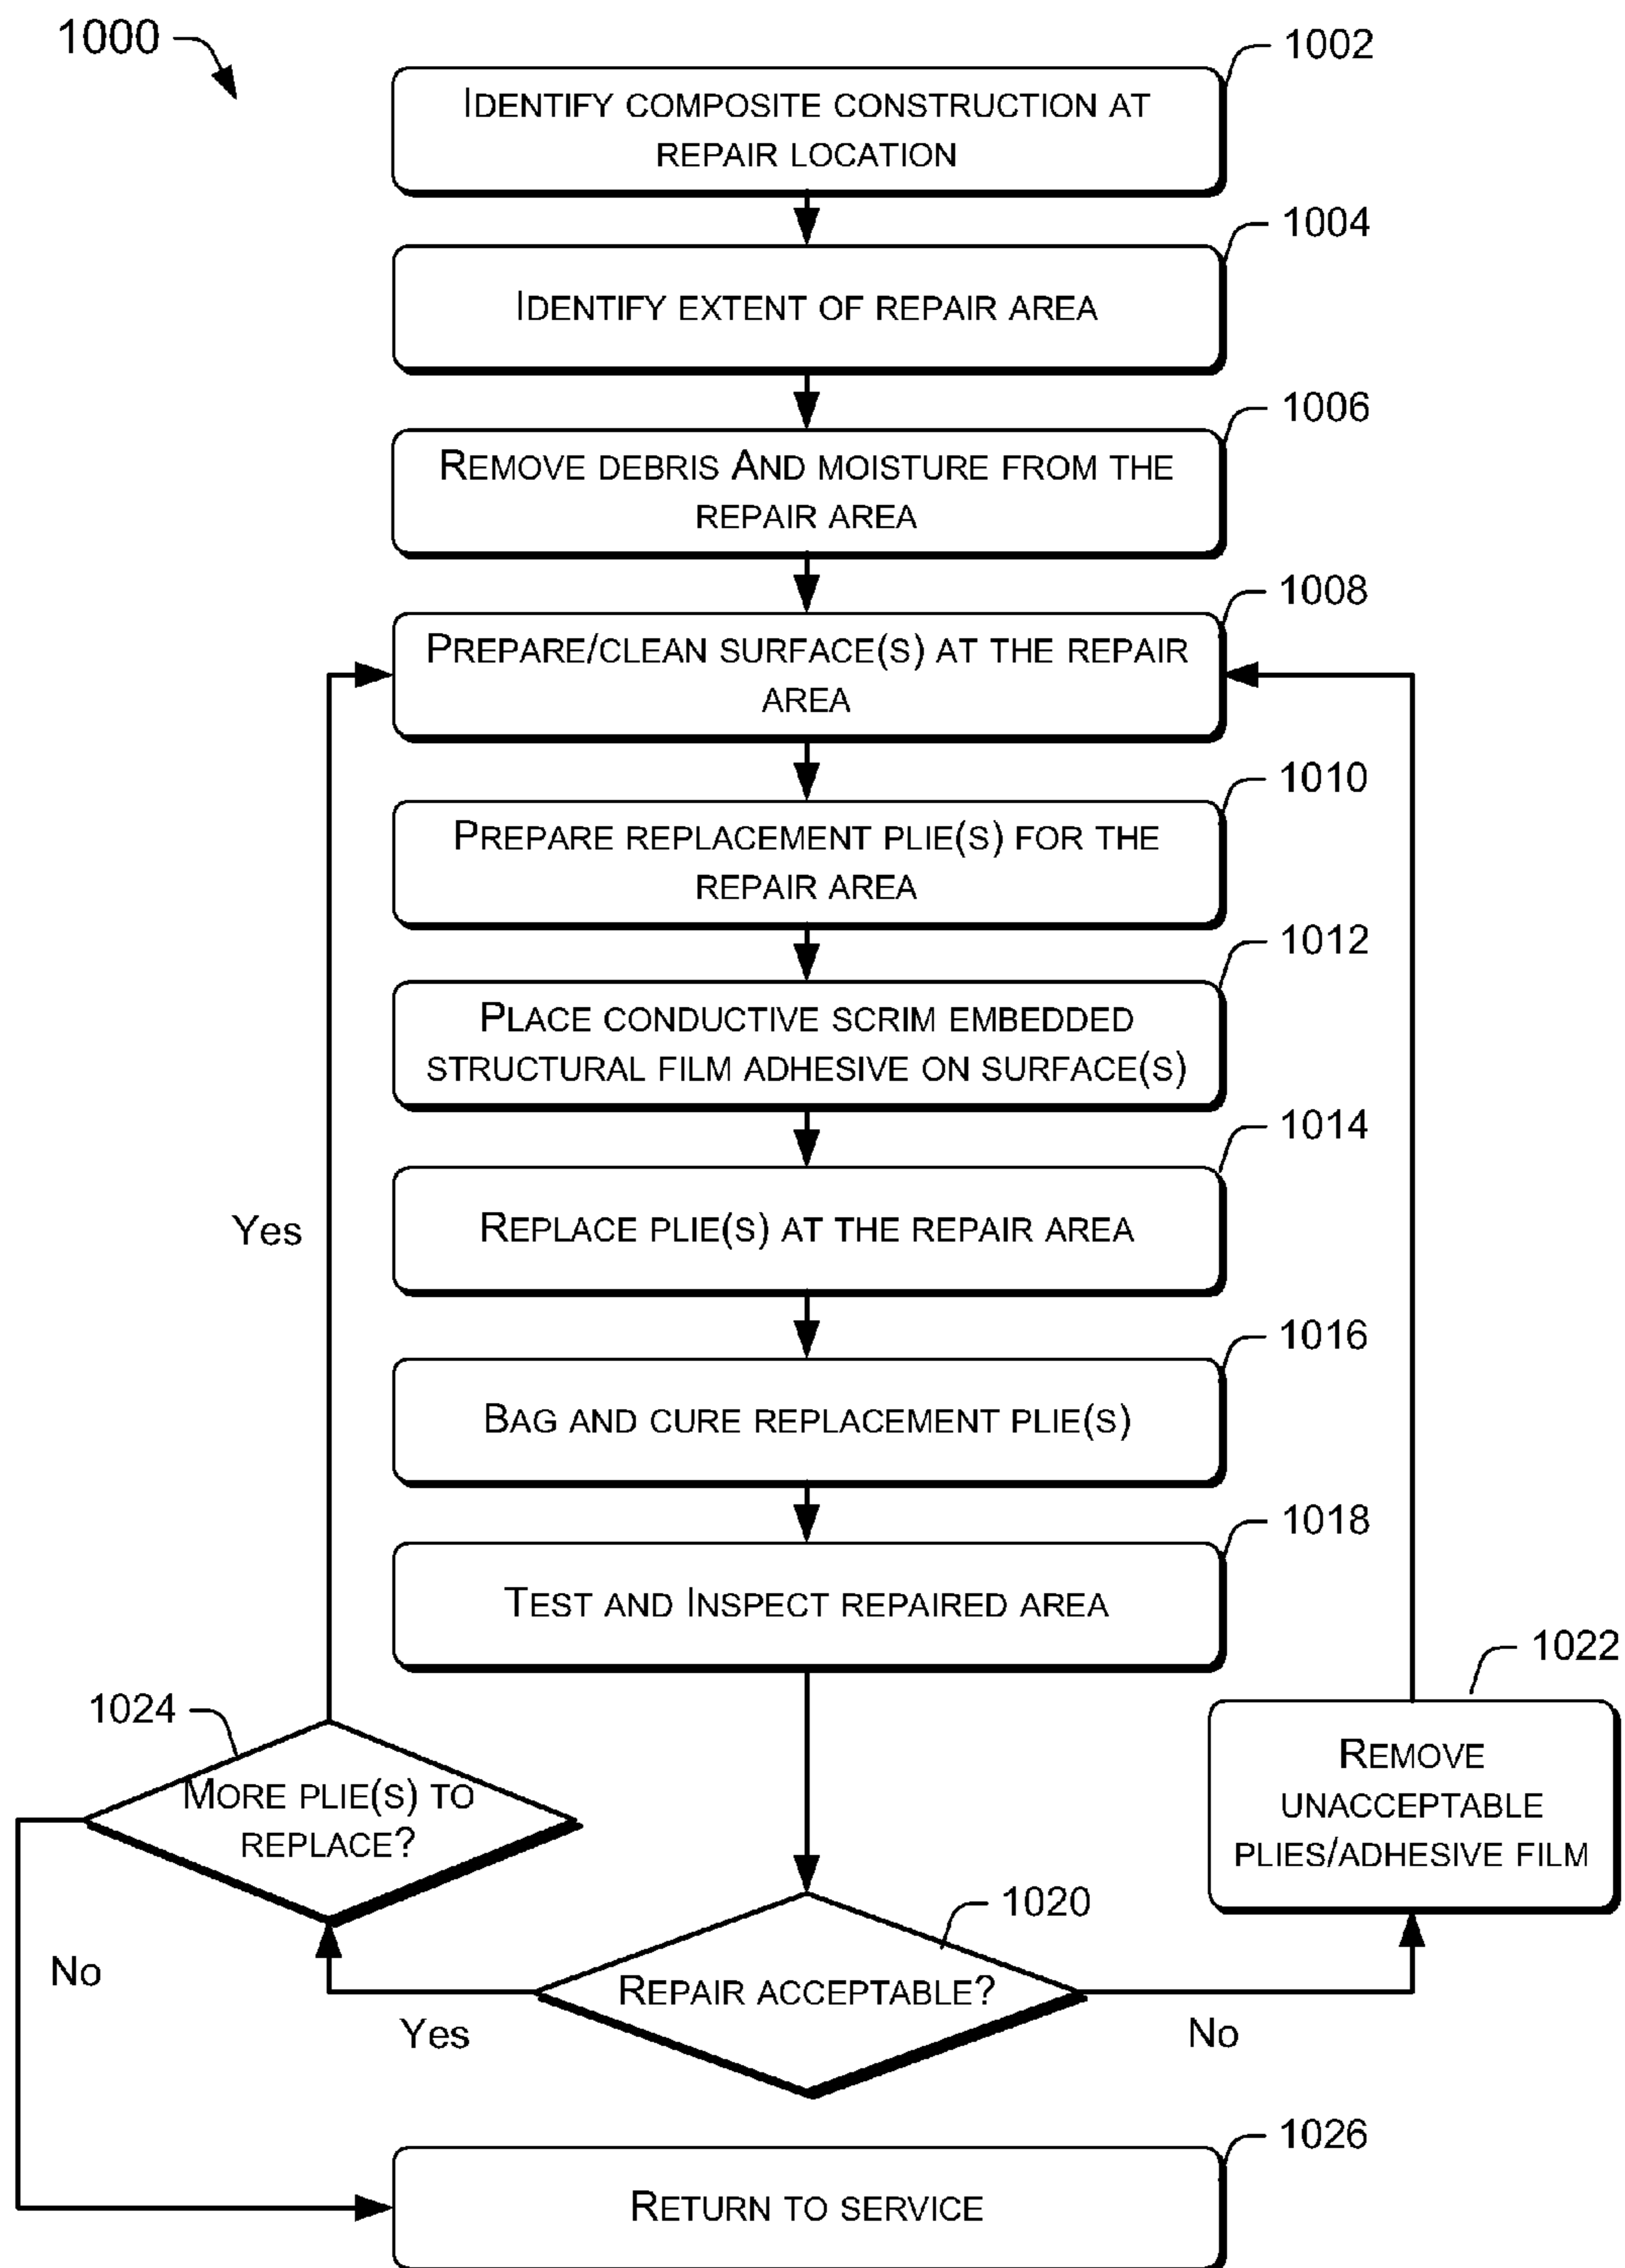 1000
1002
IDENTIFY COMPOSITE CONSTRUCTION AT
REPAIR LOCATION
1004
IDENTIFY EXTENT OF REPAIR AREA
1006
REMOVE DEBRIS AND MOISTURE FROM THE
REPAIR AREA
1008
PREPARE/CLEAN SURFACE(S) AT THE REPAIR
AREA
1010
PREPARE REPLACEMENT PLIE(S) FOR THE
REPAIR AREA
1012
PLACE CONDUCTIVE SCRIM EMBEDDED
STRUCTURAL FILM ADHESIVE ON SURFACE(S)
1014
REPLACE PLIE(S) AT THE REPAIR AREA
Yes
1016
BAG AND CURE REPLACEMENT PLIE(S)
1018
TEST AND INSPECT REPAIRED AREA
1022
REMOVE
UNACCEPTABLE
PLIES/ADHESIVE FILM
1024
MORE PLIE(S) TO
REPLACE?
1020
REPAIR ACCEPTABLE?
No
Yes
No
1026
RETURN TO SERVICE